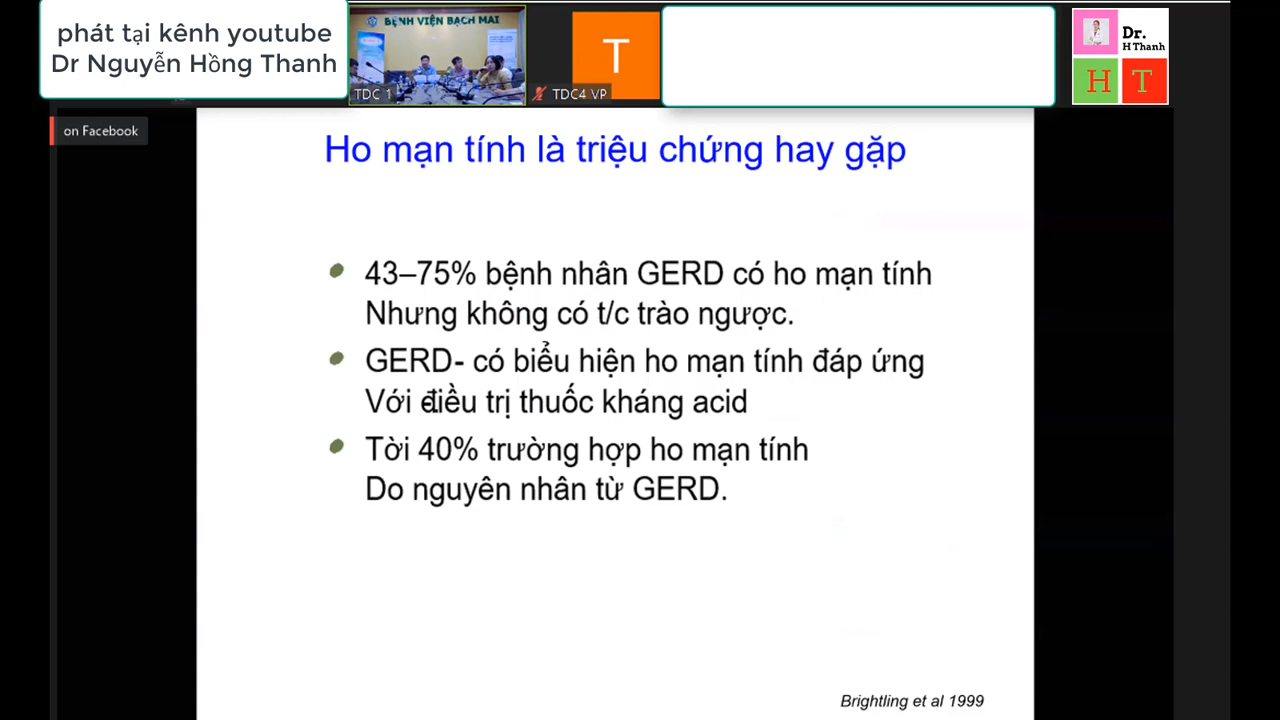 phát tại kênh youtube
Dr Nguyễn Hồng Thanh
BỆNH VIỆN BẠCH MAI
TDC 1
T
TDC4 VP
Dr.
H Thanh
H T
on Facebook
Ho mạn tính là triệu chứng hay gặp
43–75% bệnh nhân GERD có ho mạn tính
Nhưng không có t/c trào ngược.
GERD- có biểu hiện ho mạn tính đáp ứng
Với điều trị thuốc kháng acid
Tời 40% trường hợp ho mạn tính
Do nguyên nhân từ GERD.
Brightling et al 1999